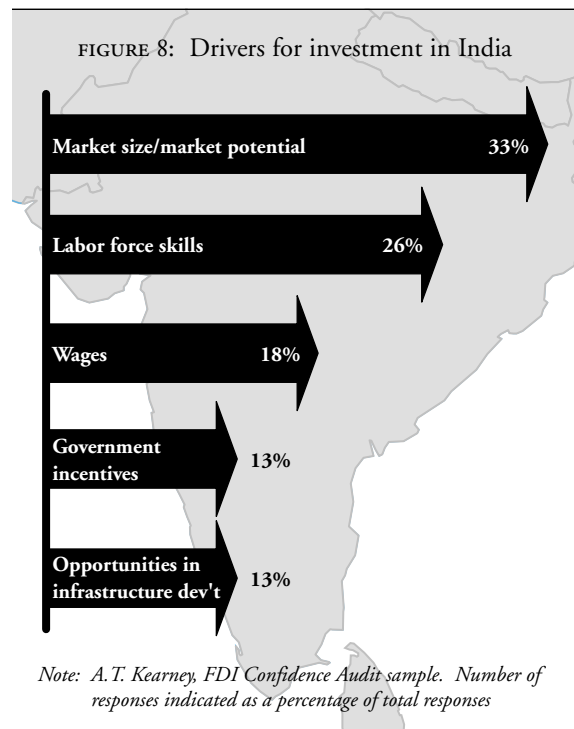 FIGURE 8: Drivers for investment in India
Market size/market potential 33%
Labor force skills 26%
Wages 18%
Government
incentives
13%
Opportunities in
infrastructure dev't
13%
Note: A.T. Kearney, FDI Confidence Audit sample. Number of
responses indicated as a percentage of total responses